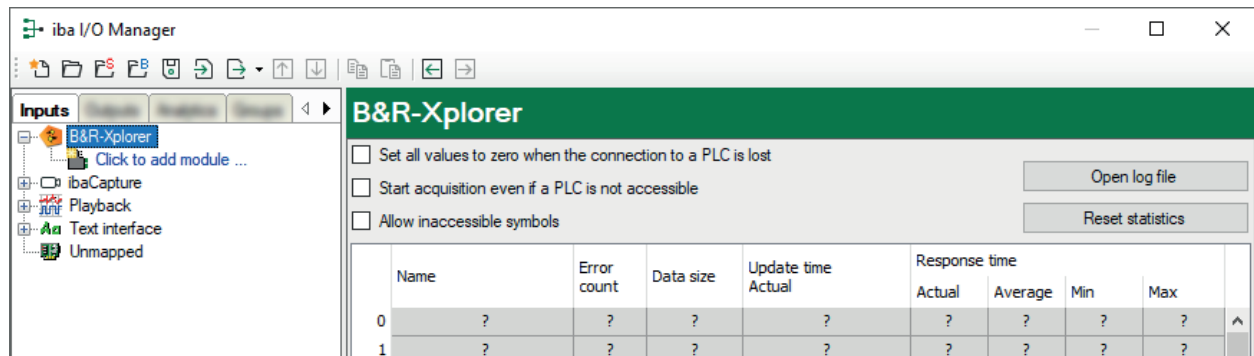 iba I/O Manager
Inputs
B&R-Xplorer
Click to add module ...
ibaCapture
Playback
Text interface
Unmapped
B&R-Xplorer
Set all values to zero when the connection to a PLC is lost
Start acquisition even if a PLC is not accessible
Allow inaccessible symbols
Open log file
Reset statistics
Name Error count Data size Update time Actual Response time
Actual Average Min Max
0 ? ? ? ? ? ? ? ?
1 ? ? ? ? ? ? ? ?